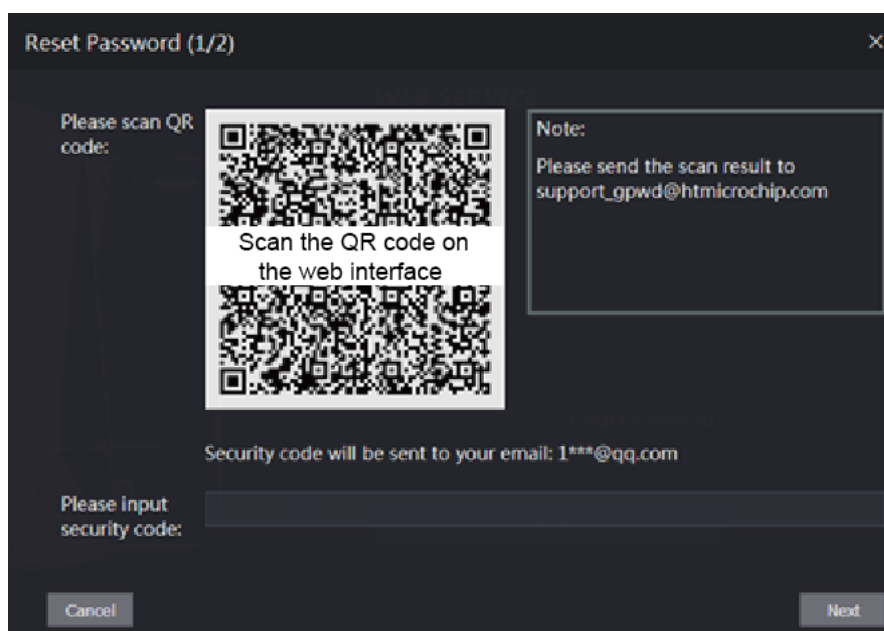 Reset Password (1/2)
Please scan QR
code:
Scan the QR code on
the web interface
Note:
Please send the scan result to
support_gpwd@htmicrochip.com
Security code will be sent to your email: 1***@qq.com
Please input
security code:
Cancel
Next